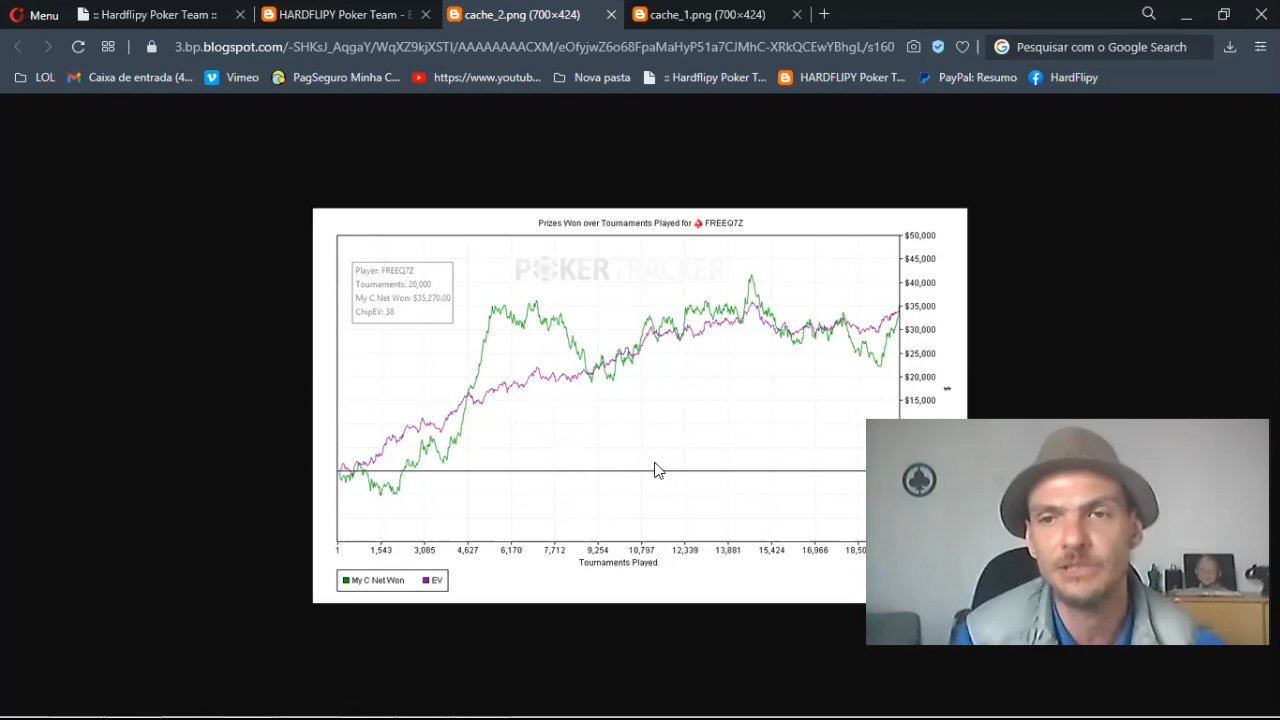 Menu
:: Hardflipy Poker Team ::
HARDFLIPY Poker Team - E
cache_2.png (700×424)
cache_1.png (700×424)
3.bp.blogspot.com/-SHKsJ_AqgaY/WqXZ9kjXSTI/AAAAAAAACXM/eOfyjwZ6o68FpaMaHyP51a7CJMhC-XRkQCEwYBhgL/s160
Pesquisar com o Google Search
LOL
Caixa de entrada (4...
Vimeo
PagSeguro Minha C...
https://www.youtub...
Nova pasta
:: Hardflipy Poker T...
HARDFLIPY Poker T...
PayPal: Resumo
HardFlipy
Prizes Won over Tournaments Played for FREEQ7Z
POKERTRACKER
Player: FREEQ7Z
Tournaments: 20,000
My C Net Won: $35,270.00
ChipEV: 38
$50,000
$45,000
$40,000
$35,000
$30,000
$25,000
$20,000
$15,000
$
1
1,543
3,085
4,627
6,170
7,712
9,254
10,797
12,339
13,881
15,424
16,966
18,50
Tournaments Played
My C Net Won
EV